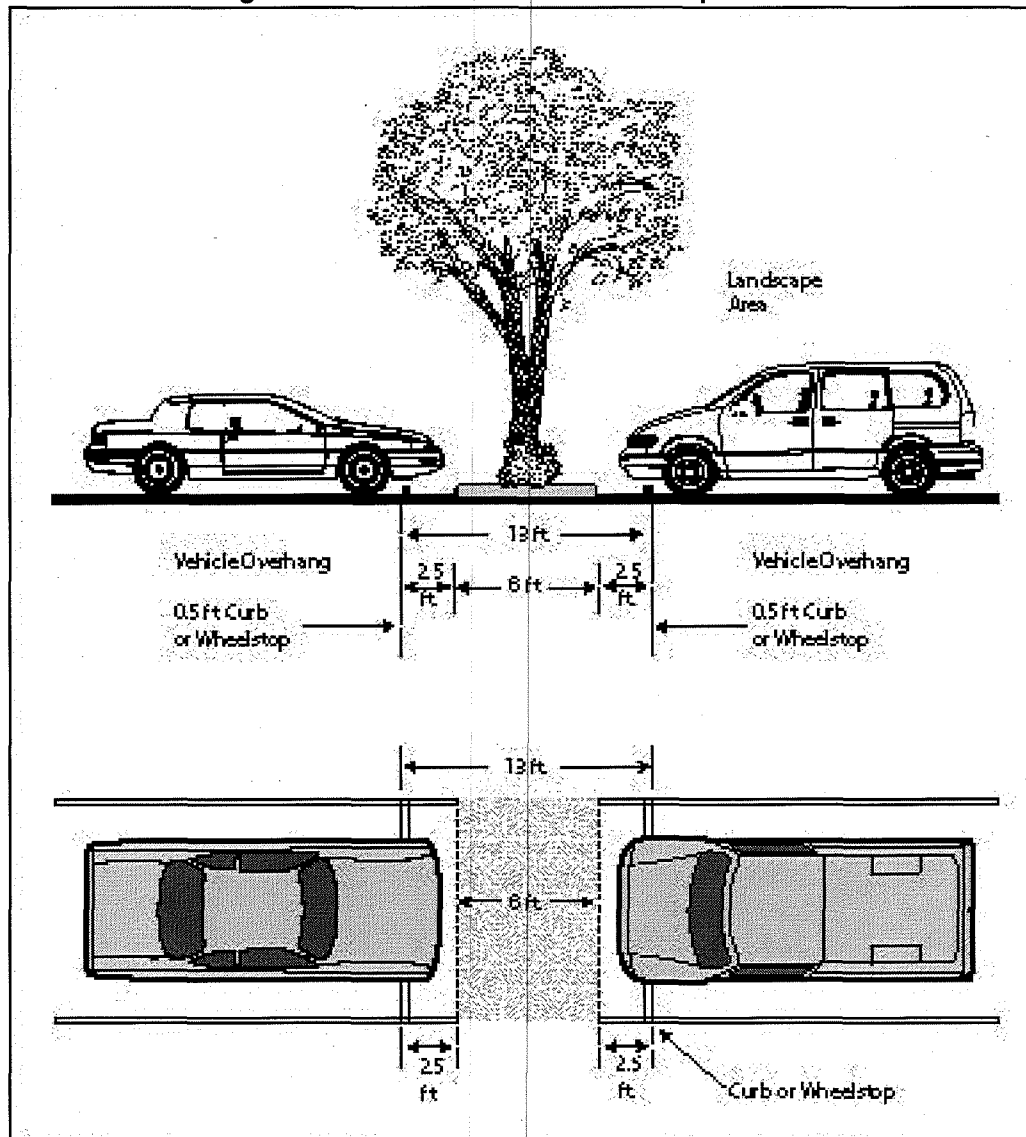 Landscape
Area
13 ft.
Vehicle Overhang
2.5
ft.
8 ft
2.5
ft.
Vehicle Overhang
0.5 ft Curb
or Wheelstop
0.5 ft Curb
or Wheelstop
13 ft.
8 ft
2.5
ft
2.5
ft.
Curb or Wheelstop